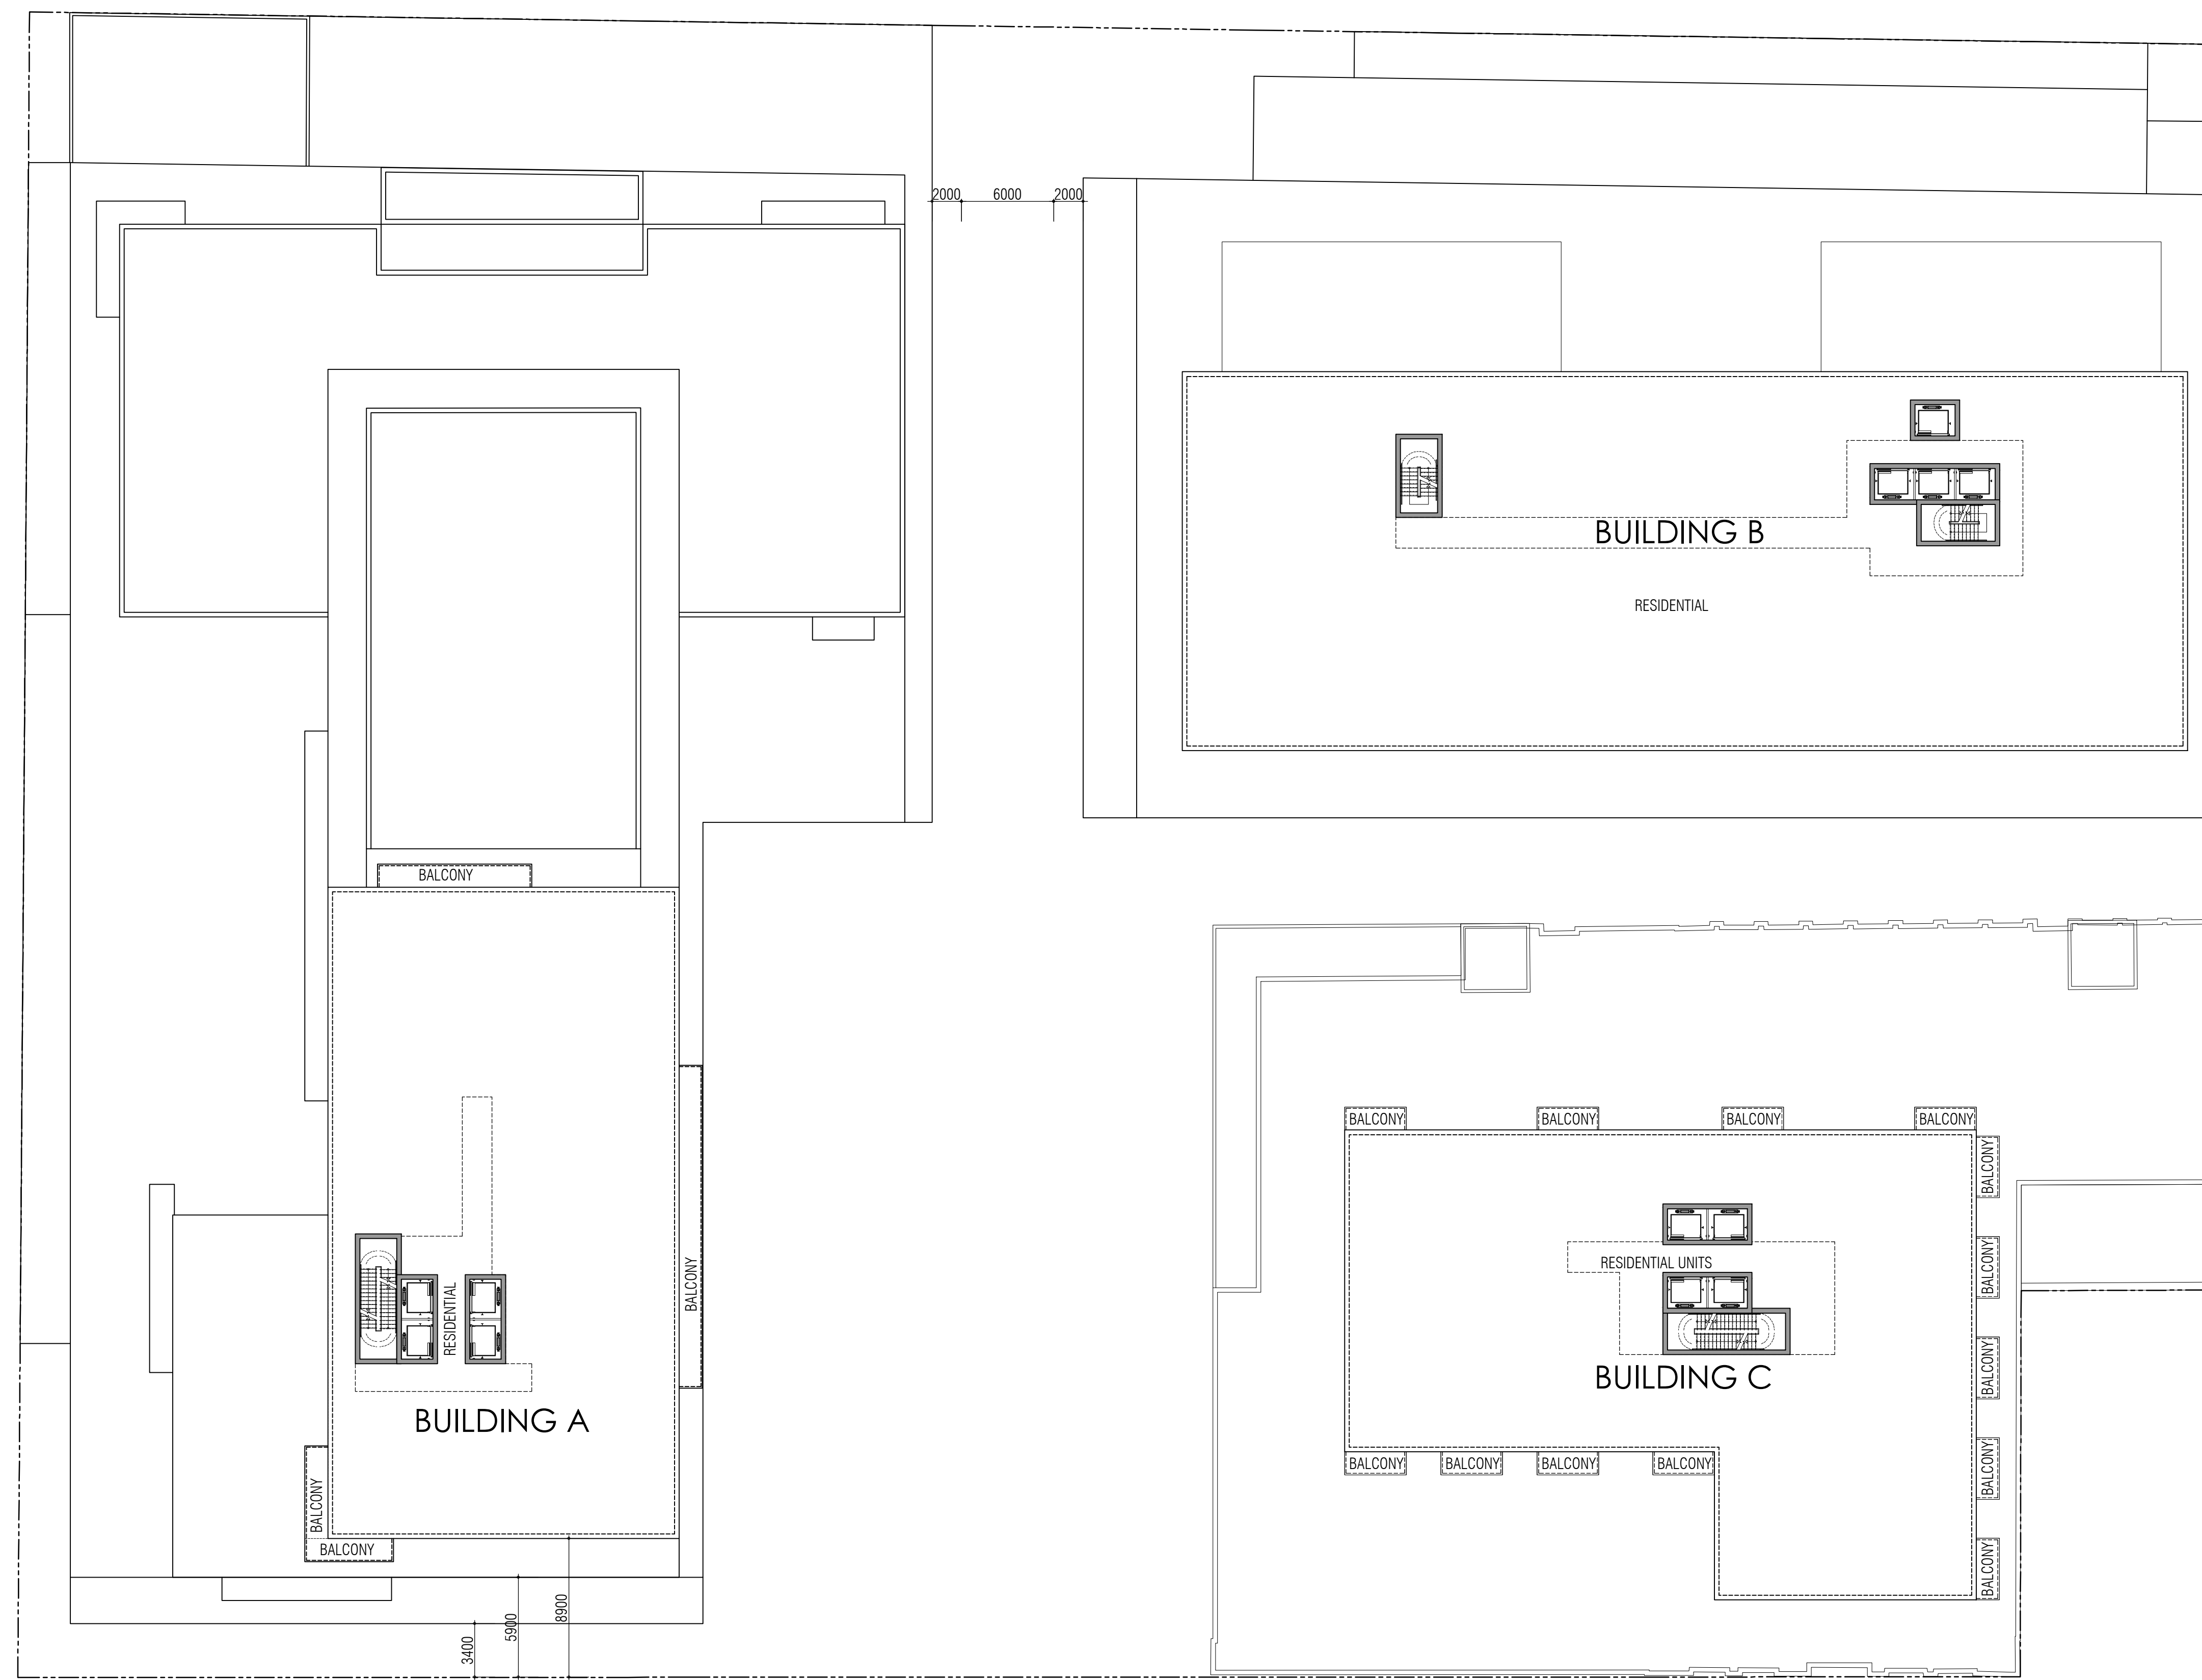 2000 6000 2000
BUILDING B
RESIDENTIAL
BALCONY
BALCONY
RESIDENTIAL
BUILDING A
BALCONY
BALCONY
3400
5900
8900
BALCONY BALCONY BALCONY BALCONY
BALCONY
BALCONY
RESIDENTIAL UNITS
BALCONY
BUILDING C
BALCONY BALCONY BALCONY BALCONY
BALCONY
BALCONY